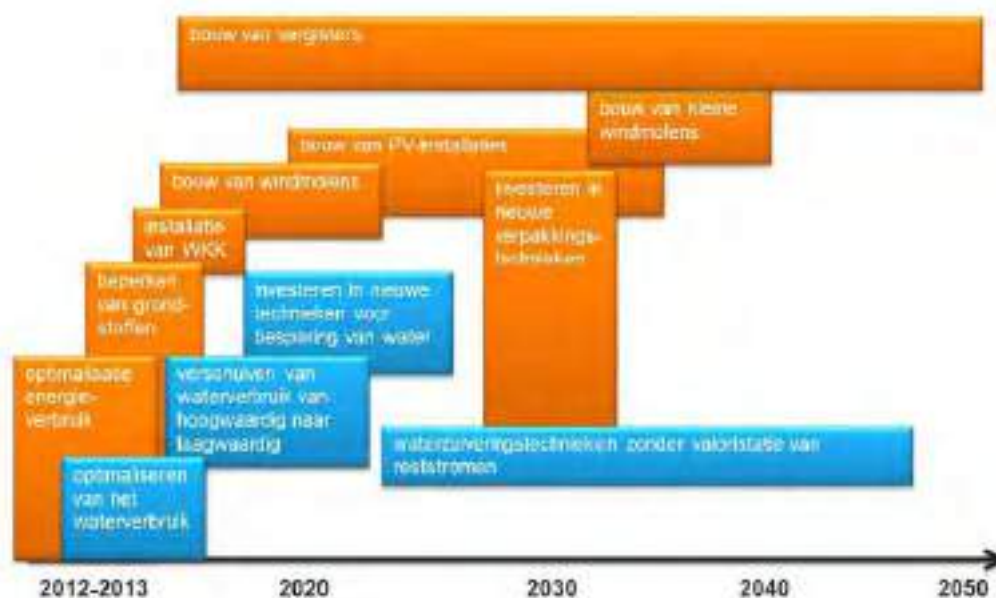 bouw van vergisters
bouw van kleine
windmolens
bouw van PV-installaties
bouw van windmolens
investeren in
nieuwe
verpakkings-
technieken
installatie
van WKK
beperken
van grond-
stoffen
investeren in nieuwe
technieken voor
besparing van water
optimalisatie
energie-
verbruik
verschuiven van
waterverbruik van
hoogwaardig naar
laagwaardig
waterzuiveringstechnieken zonder valoristatie van
reststromen
optimaliseren
van het
waterverbruik
2012-2013
2020
2030
2040
2050